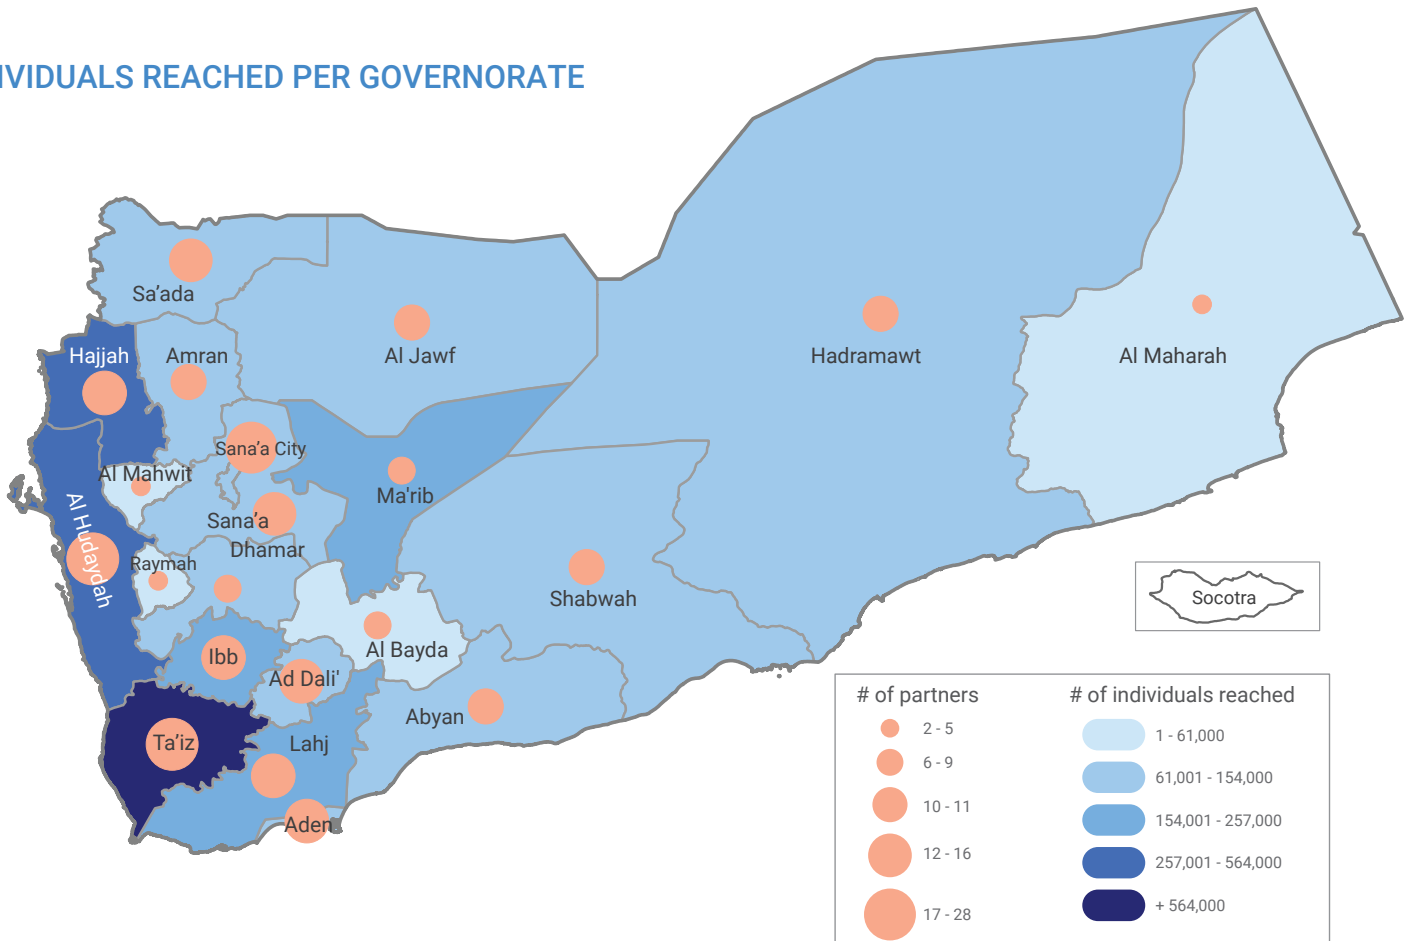 IVIDUALS REACHED PER GOVERNORATE
Sa’ada
Hajjah
Amran
Al Jawf
Hadramawt
Al Maharah
Sana’a City
Al Mahwit
Ma'rib
Al Hudaydah
Sana’a
Dhamar
Raymah
Shabwah
Socotra
Ibb
Al Bayda
Ad Dali'
Abyan
Ta’iz
Lahj
Aden
# of partners
2 - 5
6 - 9
10 - 11
12 - 16
17 - 28
# of individuals reached
1 - 61,000
61,001 - 154,000
154,001 - 257,000
257,001 - 564,000
+ 564,000